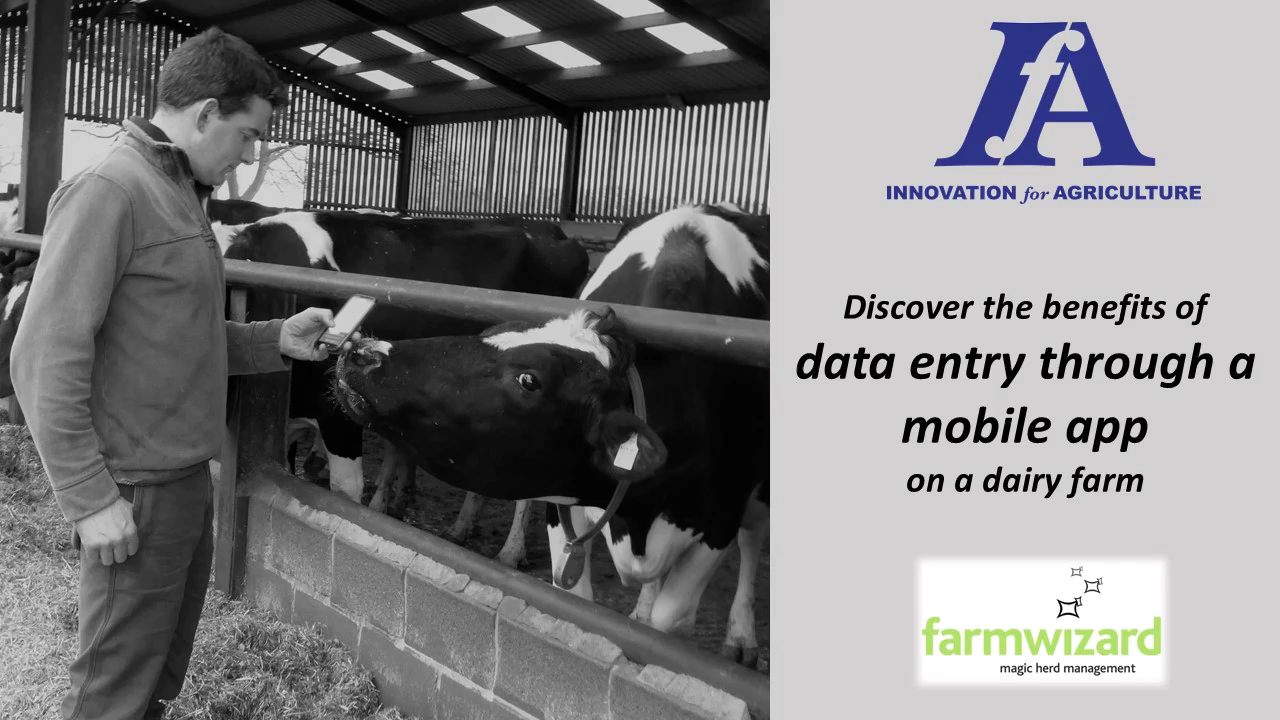 IfA
INNOVATION for AGRICULTURE
Discover the benefits of
data entry through a
mobile app
on a dairy farm
farmwizard
magic herd management